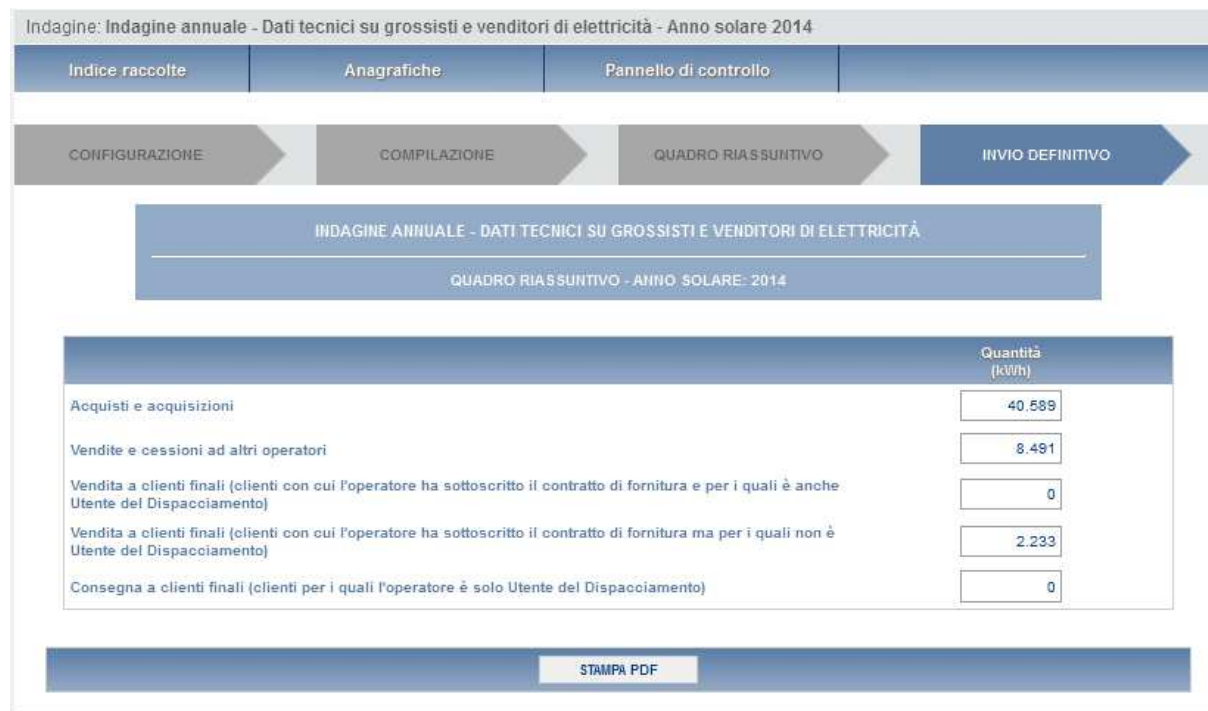 Indagine: Indagine annuale - Dati tecnici su grossisti e venditori di elettricità - Anno solare 2014
Indice raccolte Anagrafiche Pannello di controllo
CONFIGURAZIONE COMPILAZIONE QUADRO RIASSUNTIVO INVIO DEFINITIVO
INDAGINE ANNUALE - DATI TECNICI SU GROSSISTI E VENDITORI DI ELETTRICITÀ
QUADRO RIASSUNTIVO - ANNO SOLARE: 2014
Quantità
(kWh)
Acquisti e acquisizioni 40.589
Vendite e cessioni ad altri operatori 8.491
Vendita a clienti finali (clienti con cui l'operatore ha sottoscritto il contratto di fornitura e per i quali è anche
Utente del Dispacciamento) 0
Vendita a clienti finali (clienti con cui l'operatore ha sottoscritto il contratto di fornitura ma per i quali non è
Utente del Dispacciamento) 2.233
Consegna a clienti finali (clienti per i quali l'operatore è solo Utente del Dispacciamento) 0
STAMPA PDF